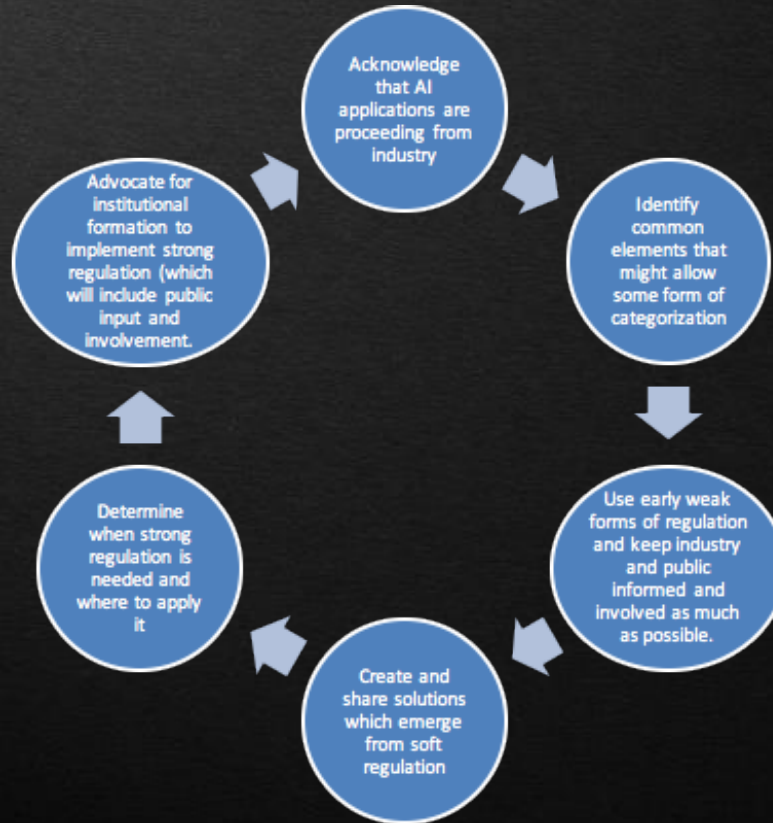 Acknowledge
that AI
applications are
proceeding from
industry
Identify
common
elements that
might allow
some form of
categorization
Use early weak
forms of regulation
and keep industry
and public
informed and
involved as much
as possible.
Create and
share solutions
which emerge
from soft
regulation
Determine
when strong
regulation is
needed and
where to apply
it
Advocate for
institutional
formation to
implement strong
regulation (which
will include public
input and
involvement.